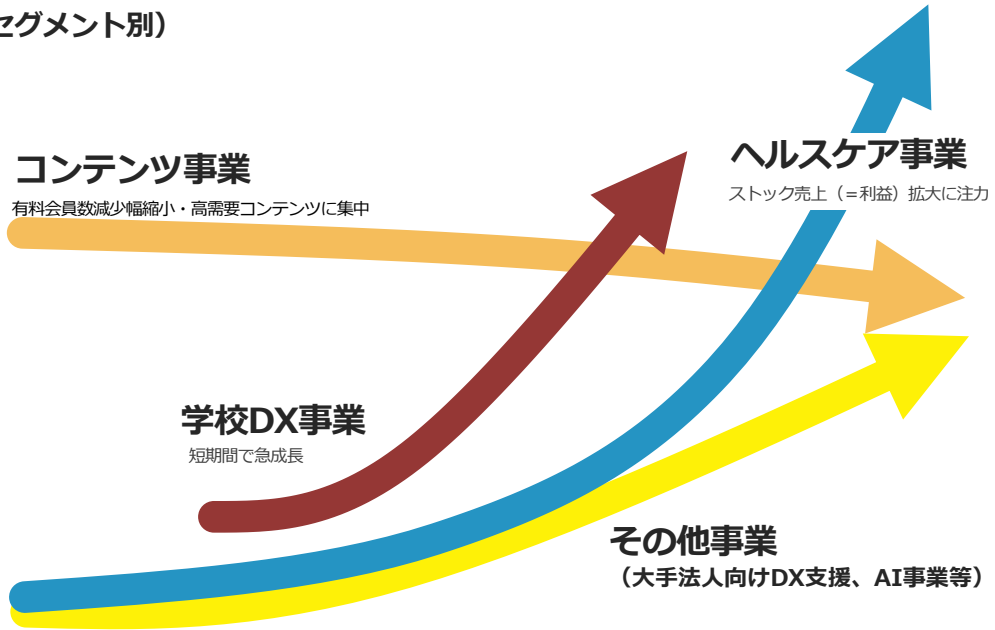 セグメント別）
コンテンツ事業
有料会員数減少幅縮小・高需要コンテンツに集中
ヘルスケア事業
ストック売上（＝利益）拡大に注力
学校DX事業
短期間で急成長
その他事業
（大手法人向けDX支援、AI事業等）